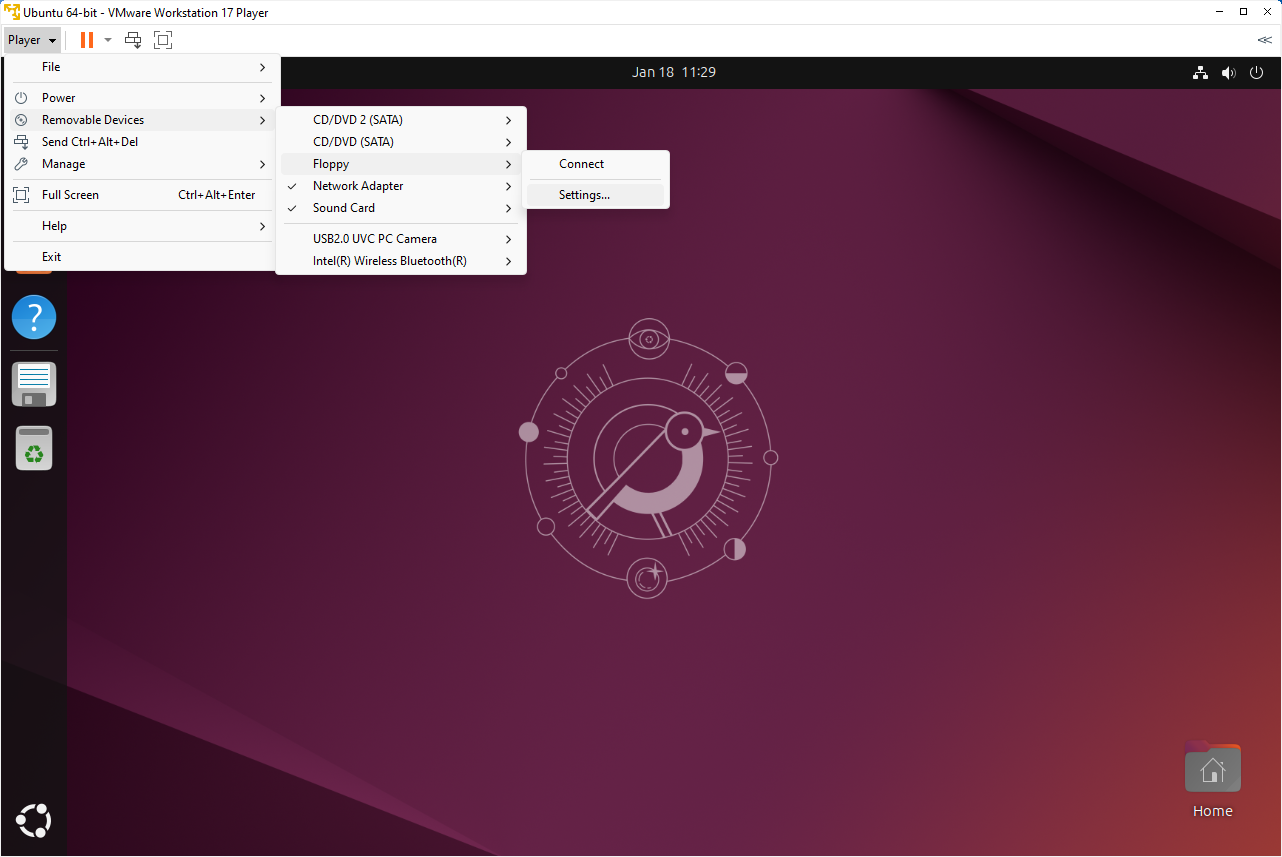 Ubuntu 64-bit - VMware Workstation 17 Player
Player
Jan 18 11:29
File
Power
Removable Devices
Send Ctrl+Alt+Del
Manage
Full Screen Ctrl+Alt+Enter
Help
Exit
CD/DVD 2 (SATA)
CD/DVD (SATA)
Floppy
Network Adapter
Sound Card
USB2.0 UVC PC Camera
Intel(R) Wireless Bluetooth(R)
Connect
Settings...
?
Home